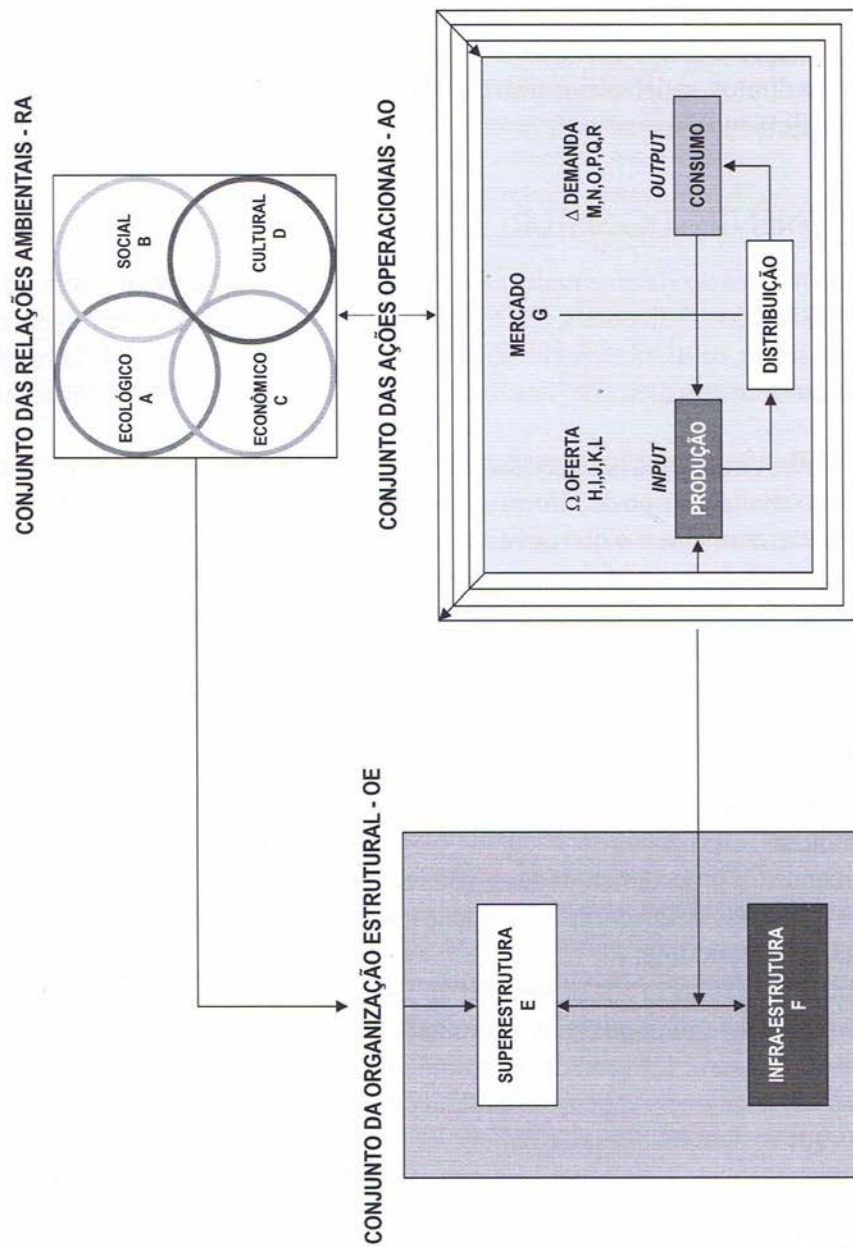 CONJUNTO DAS RELAÇÕES AMBIENTAIS - RA
ECOLÓGICO
A
SOCIAL
B
ECONÔMICO
C
CULTURAL
D
CONJUNTO DA ORGANIZAÇÃO ESTRUTURAL - OE
SUPERESTRUTURA
E
INFRA-ESTRUTURA
F
CONJUNTO DAS AÇÕES OPERACIONAIS - AO
MERCADO
G
Ω OFERTA
H,I,J,K,L
Δ DEMANDA
M,N,O,P,Q,R
INPUT
OUTPUT
PRODUÇÃO
CONSUMO
DISTRIBUIÇÃO